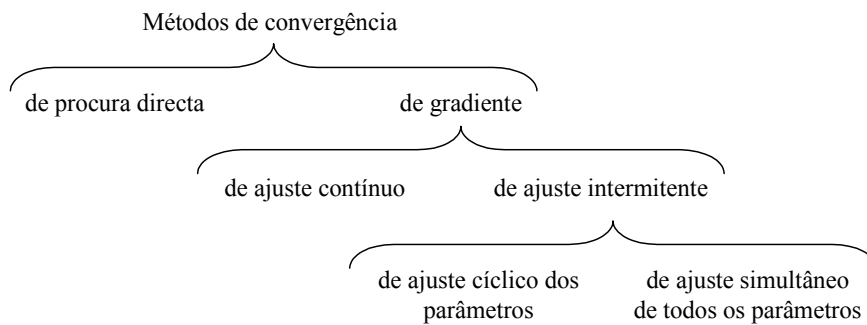 Métodos de convergência
de procura directa
de gradiente
de ajuste contínuo
de ajuste intermitente
de ajuste cíclico dos
parâmetros
de ajuste simultâneo
de todos os parâmetros